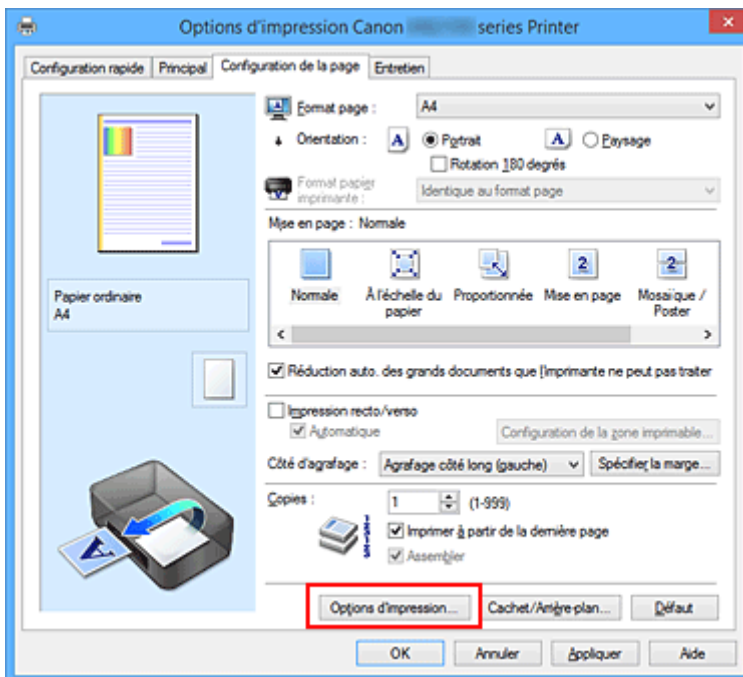 Options d'impression Canon series Printer
Configuration rapide Principal Configuration de la page Entretien
Format page : A4
Orientation : A Portrait A Paysage
Rotation 180 degrés
Format papier imprimante : Identique au format page
Mise en page : Normale
Normale À l'échelle du papier Proportionnée Mise en page Mosaïque / Poster
Papier ordinaire
A4
Réduction auto. des grands documents que l'imprimante ne peut pas traiter
Impression recto/verso
Automatique Configuration de la zone imprimable...
Côté d'agrafage : Agrafage côté long (gauche) Spécifier la marge...
Copies : 1 (1-999)
Imprimer à partir de la dernière page
Assembler
Options d'impression... Cachet/Arrière-plan... Défaut
OK Annuler Appliquer Aide